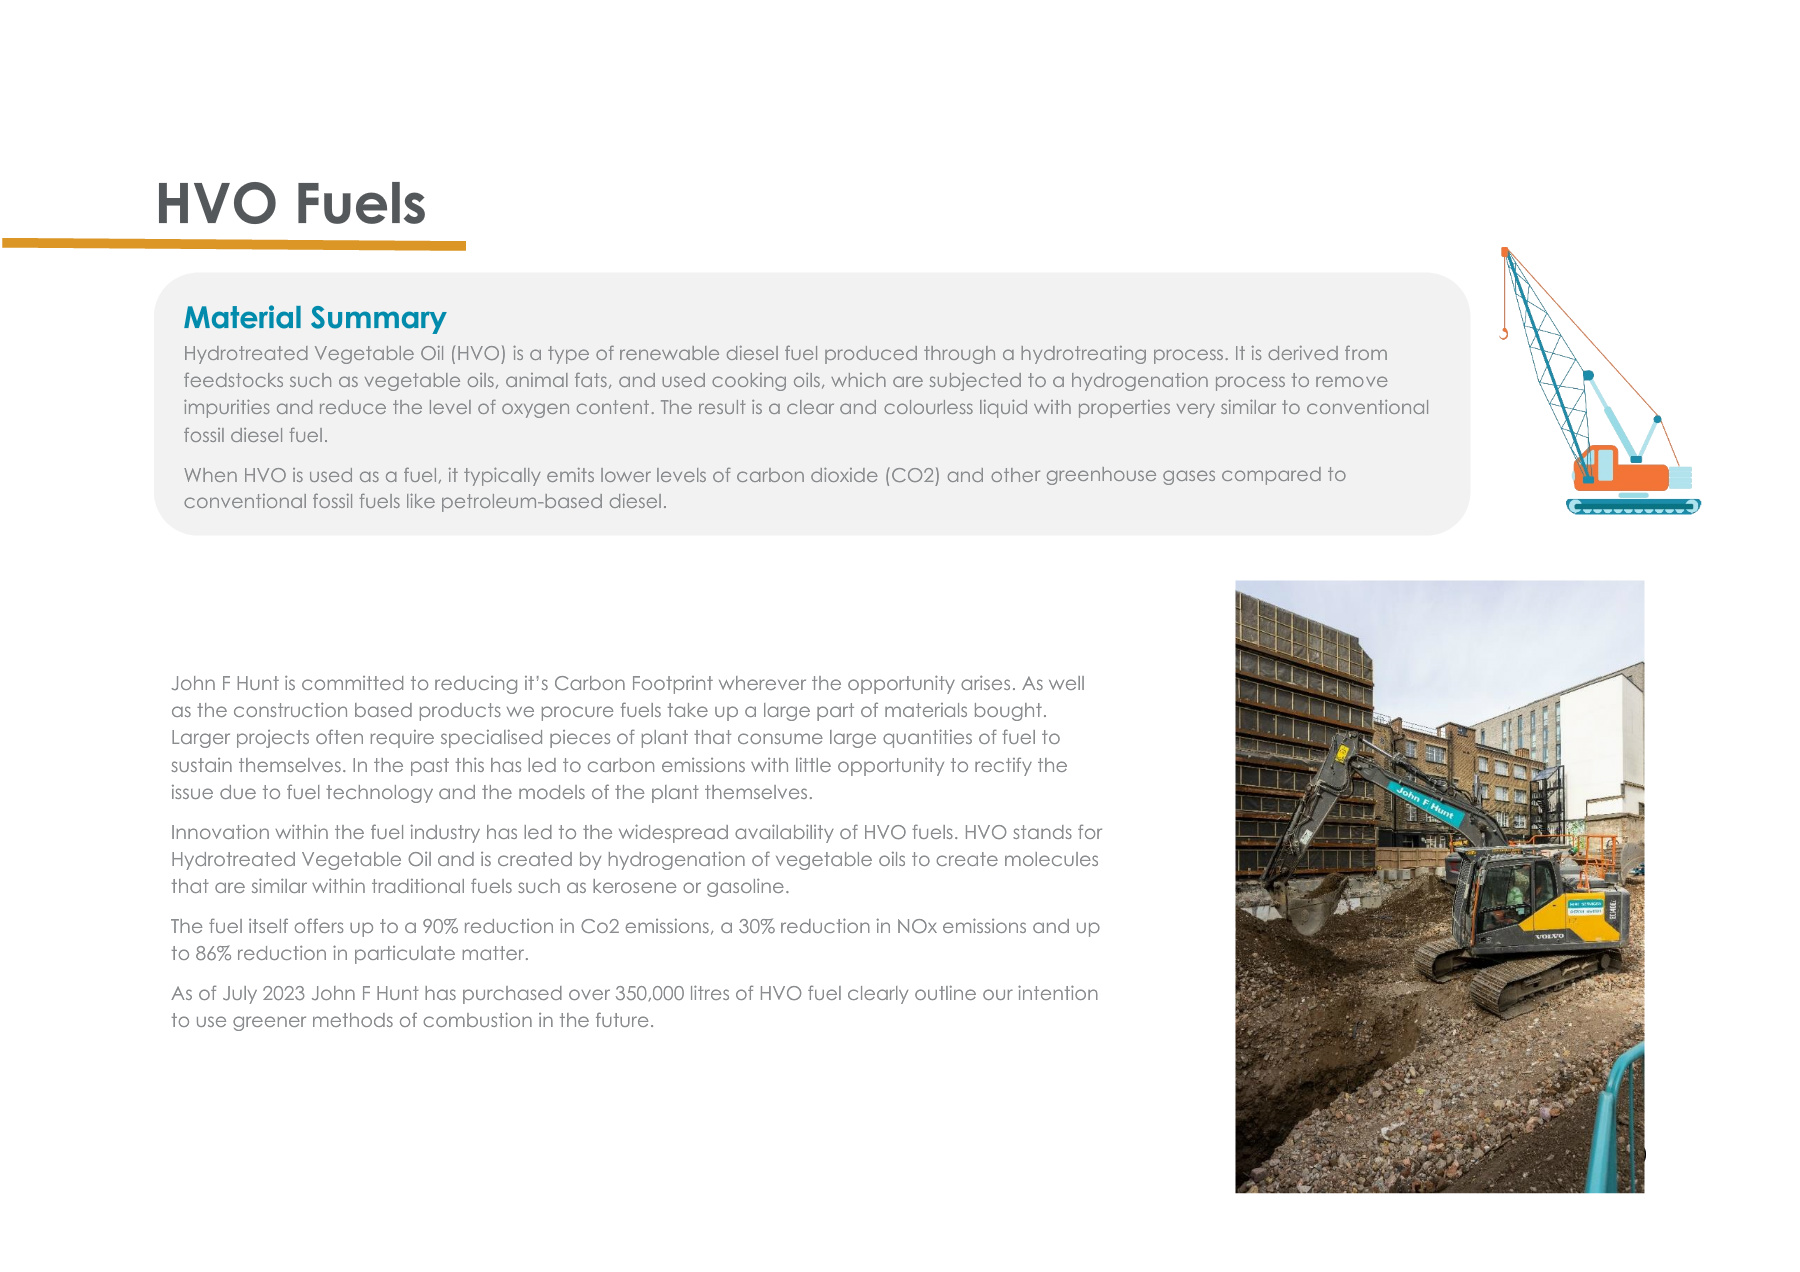 HVO Fuels
Material Summary
Hydrotreated Vegetable Oil (HVO) is a type of renewable diesel fuel produced through a hydrotreating process. It is derived from
feedstocks such as vegetable oils, animal fats, and used cooking oils, which are subjected to a hydrogenation process to remove
impurities and reduce the level of oxygen content. The result is a clear and colourless liquid with properties very similar to conventional
fossil diesel fuel.
When HVO is used as a fuel, it typically emits lower levels of carbon dioxide (CO2) and other greenhouse gases compared to
conventional fossil fuels like petroleum-based diesel.
John F Hunt is committed to reducing it’s Carbon Footprint wherever the opportunity arises. As well
as the construction based products we procure fuels take up a large part of materials bought.
Larger projects often require specialised pieces of plant that consume large quantities of fuel to
sustain themselves. In the past this has led to carbon emissions with little opportunity to rectify the
issue due to fuel technology and the models of the plant themselves.
Innovation within the fuel industry has led to the widespread availability of HVO fuels. HVO stands for
Hydrotreated Vegetable Oil and is created by hydrogenation of vegetable oils to create molecules
that are similar within traditional fuels such as kerosene or gasoline.
The fuel itself offers up to a 90% reduction in Co2 emissions, a 30% reduction in NOx emissions and up
to 86% reduction in particulate matter.
As of July 2023 John F Hunt has purchased over 350,000 litres of HVO fuel clearly outline our intention
to use greener methods of combustion in the future.
John F Hunt
VOLVO